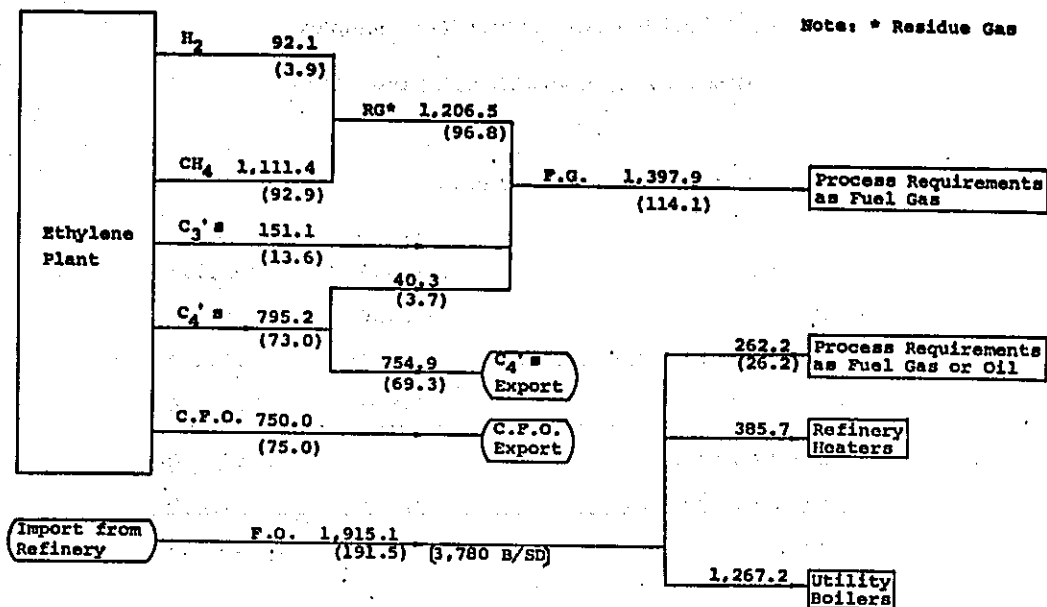 Note: * Residue Gas
H2 92.1
(3.9)
RG* 1,206.5
(96.8)
CH4 1,111.4
(92.9)
F.G. 1,397.9
(114.1)
Process Requirements
as Fuel Gas
Ethylene
Plant
C3's 151.1
(13.6)
40.3
(3.7)
C4's 795.2
(73.0)
754.9
(69.3)
C4's
Export
262.2
(26.2)
Process Requirements
as Fuel Gas or Oil
C.F.O. 750.0
(75.0)
C.F.O.
Export
385.7
Refinery
Heaters
Import from
Refinery
F.O. 1,915.1
(191.5) [3,780 B/SD]
1,267.2
Utility
Boilers